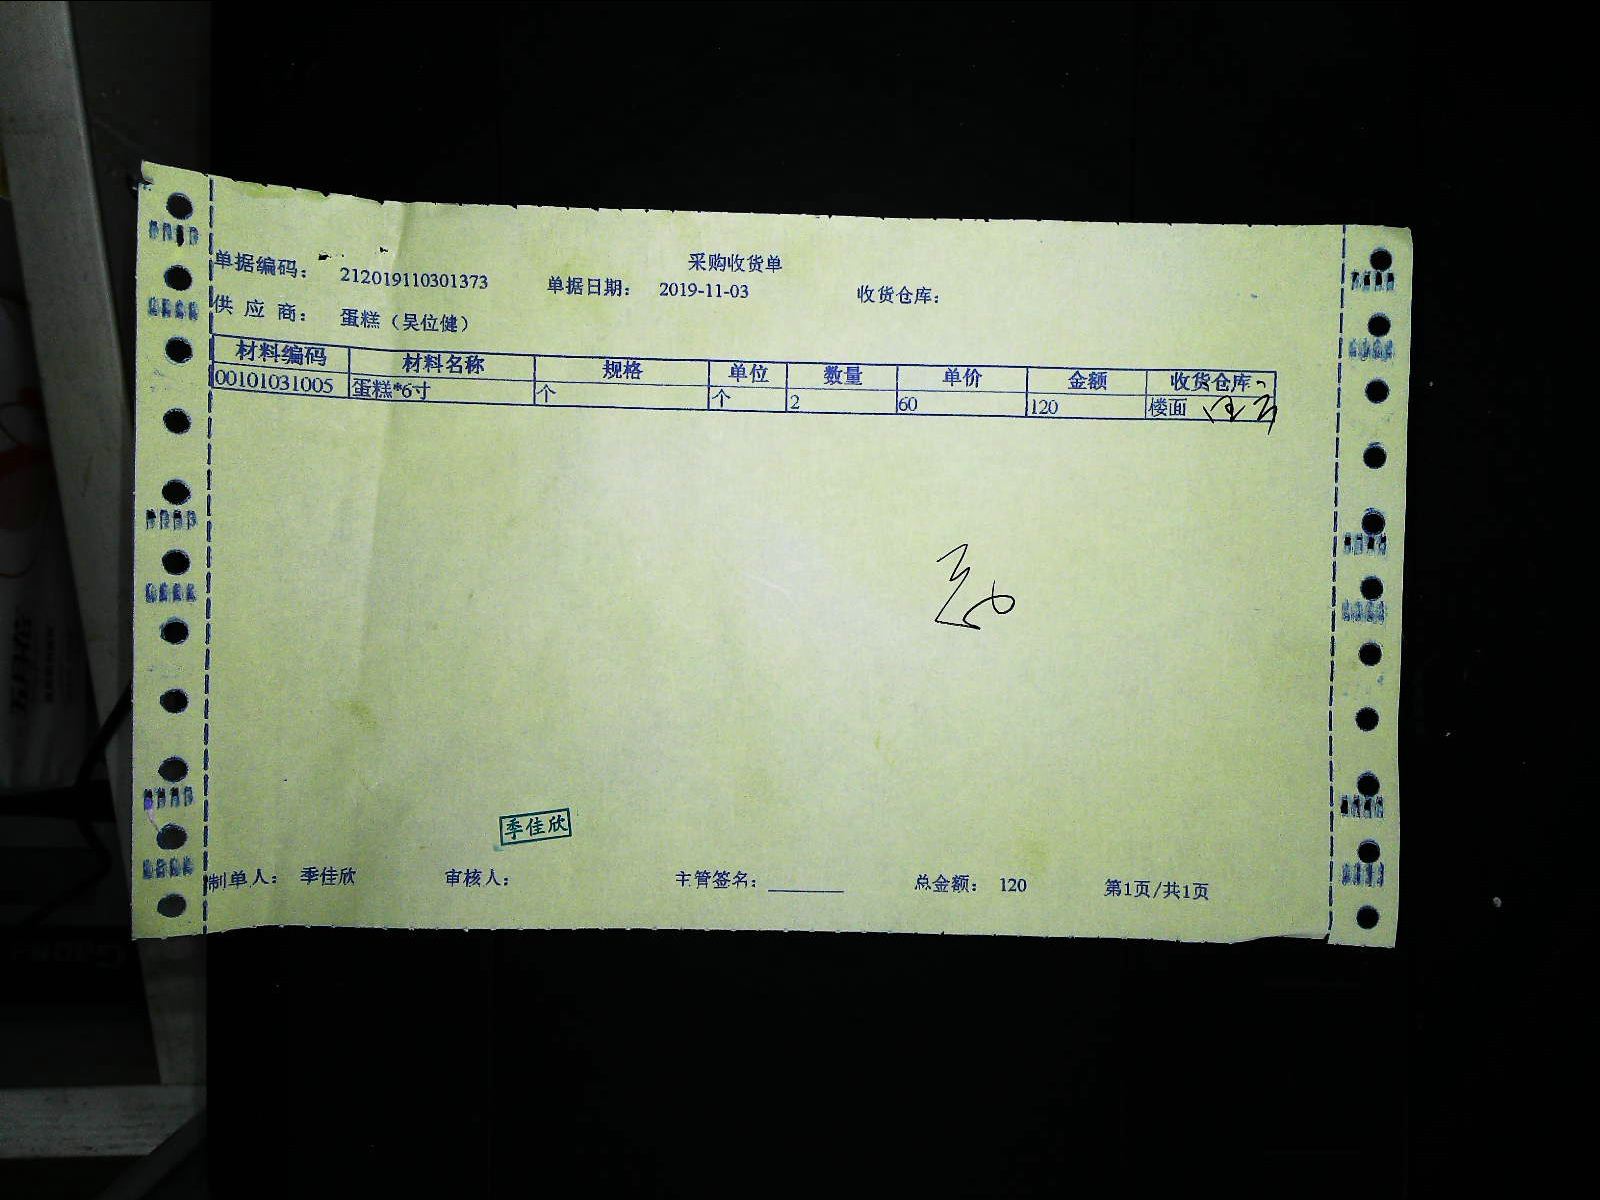 采购收货单
单据编码： 212019110301373 单据日期： 2019-11-03 收货仓库：
供应商： 蛋糕（吴位健）
材料编码 材料名称 规格 单位 数量 单价 金额 收货仓库
00101031005 蛋糕*6寸 个 个 2 60 120 楼面
季佳欣
制单人： 季佳欣 审核人： 主管签名：________ 总金额： 120 第1页/共1页